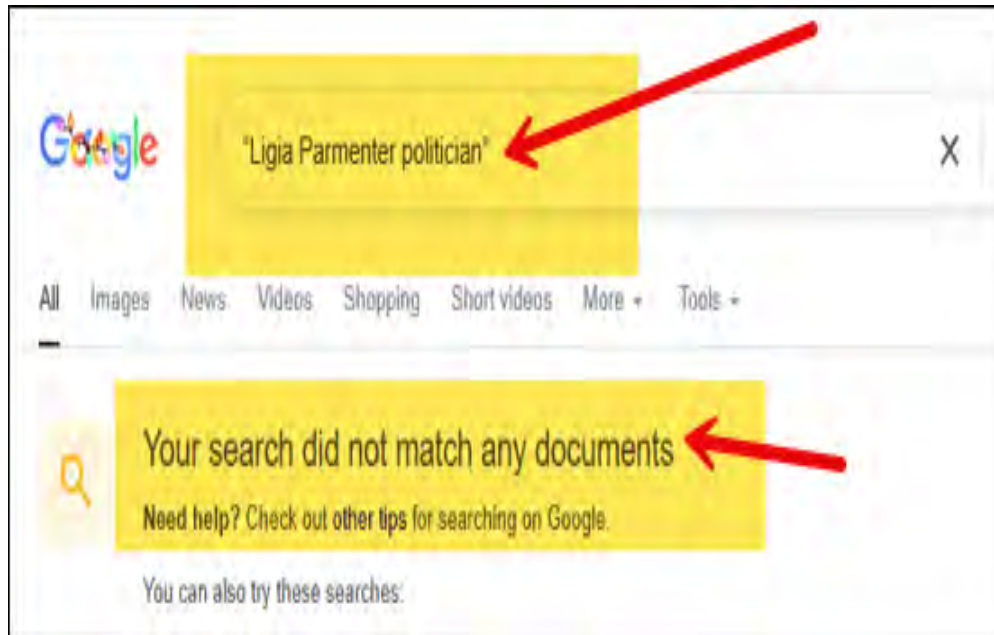 Google
"Ligia Parmenter politician"
X
All Images News Videos Shopping Short videos More Tools
Your search did not match any documents
Need help? Check out other tips for searching on Google.
You can also try these searches: